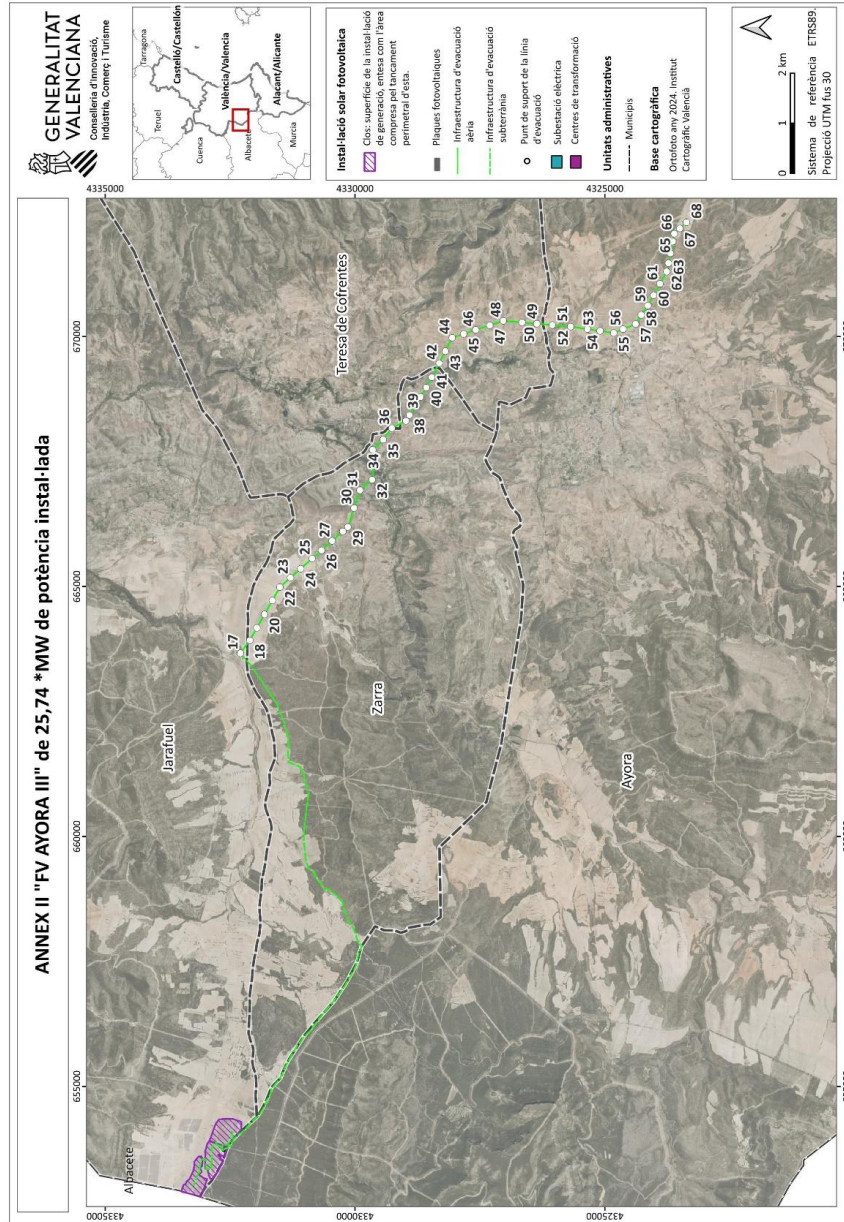 ANNEX II "FV AYORA III" de 25,74 *MW de potència instal·lada
GENERALITAT
VALENCIANA
Conselleria d'Innovació,
Indústria, Comerç i Turisme
Tarragona
Teruel
Castelló/Castellón
Cuenca
València/Valencia
Albacete
Alacant/Alicante
Murcia
Instal·lació solar fotovoltaica
Clos: superfície de la instal·lació
de generació, entesa com l'àrea
compresa pel tancament
perimetral d'esta.
Plaques fotovoltaiques
Infraestructura d'evacuació
aèria
Infraestructura d'evacuació
subterrània
Punt de suport de la línia
d'evacuació
Subestació elèctrica
Centres de transformació
Unitats administratives
Municipis
Base cartogràfica
Ortofoto any 2024. Institut
Cartogràfic Valencià
0 1 2 km
Sistema de referència ETRS89.
Projecció UTM fus 30
655000 660000 665000 670000
4335000 4335000
4330000 4330000
4325000 4325000
Albacete
Jarafuel
Teresa de Cofrentes
Zarra
Ayora
17
18
20
22
23
24
25
26
27
29
30
31
32
34
35
36
38
39
40
41
42
43
44
45
46
47
48
49
50
51
52
53
54
55
56
57
58
59
60
61
62
63
65
66
67
68